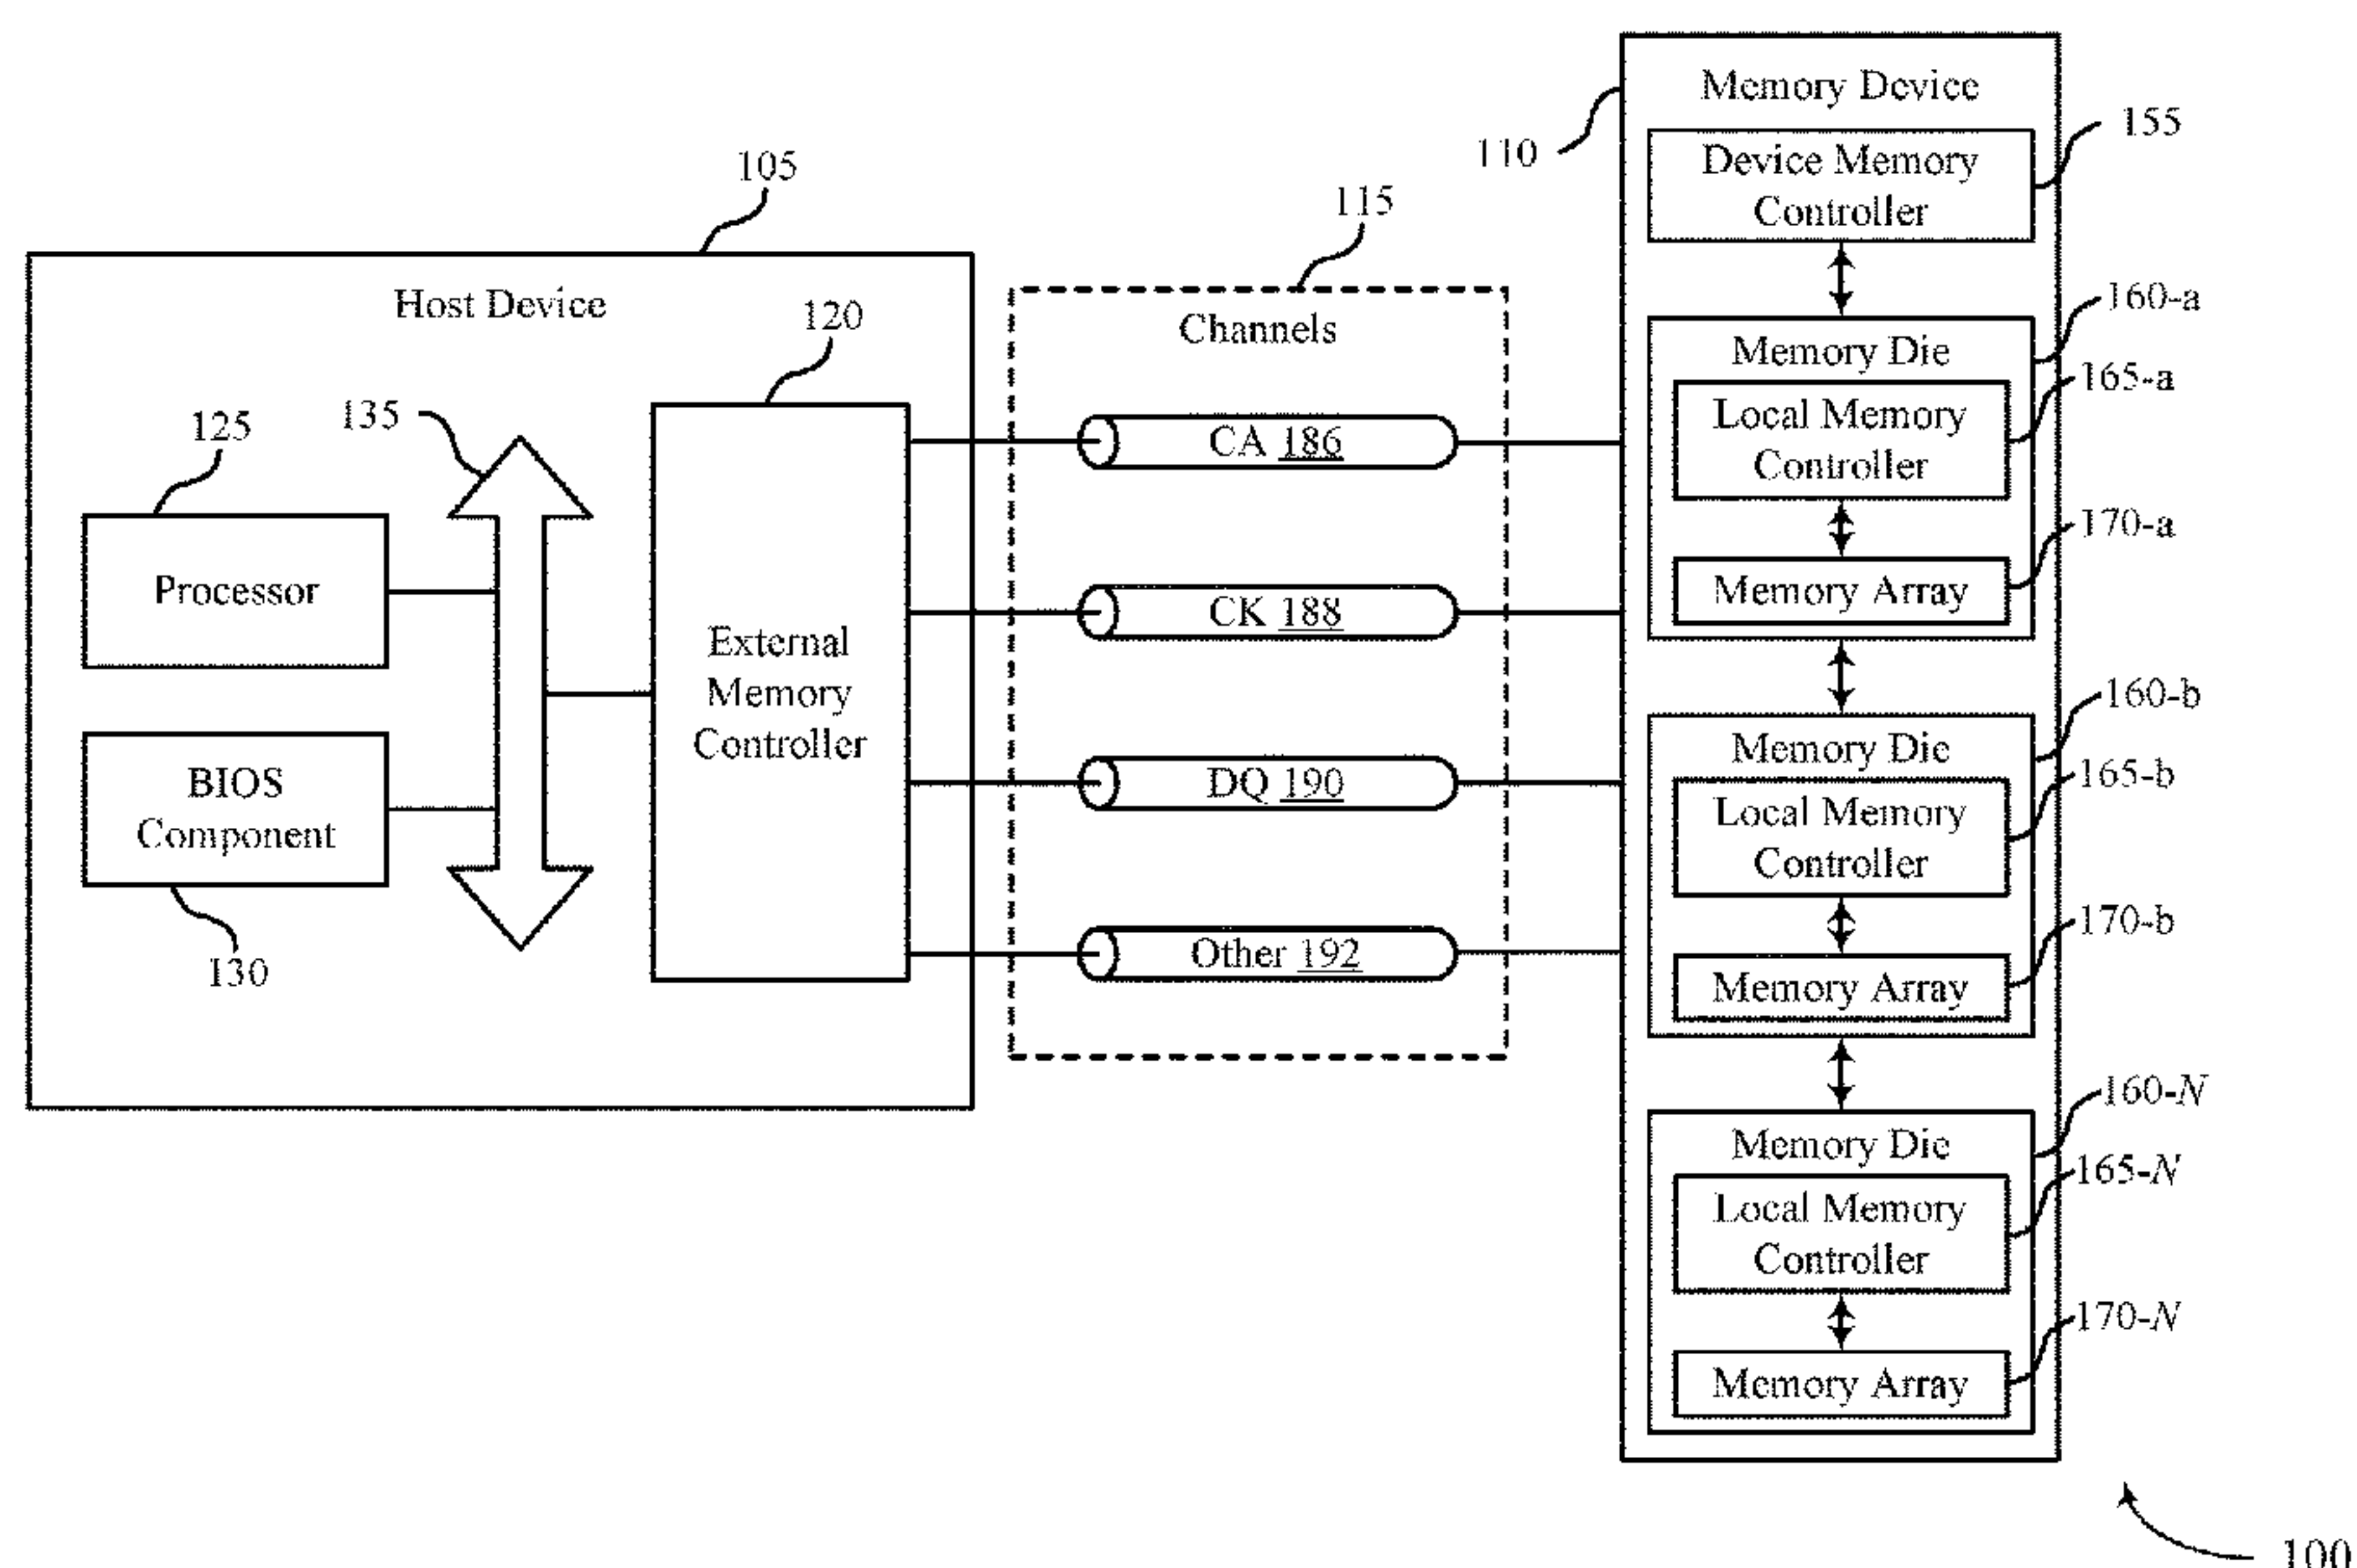 105
Host Device
120
135
125
Processor
BIOS
Component
130
External
Memory
Controller
115
Channels
CA 186
CK 188
DQ 190
Other 192
110
Memory Device
155
Device Memory
Controller
160-a
Memory Die
165-a
Local Memory
Controller
170-a
Memory Array
160-b
Memory Die
165-b
Local Memory
Controller
170-b
Memory Array
160-N
Memory Die
165-N
Local Memory
Controller
170-N
Memory Array
100